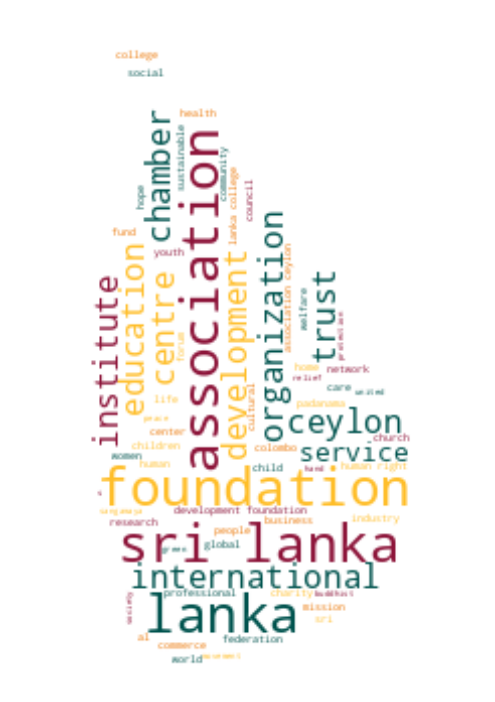 college
social
health
chamber
sustainable
association
community
hope
lanka college
council
fund
youth
organization
education
centre
development
institute
forum
association ceylon
welfare
trust
protection
home
network
relief
care
united
life
padanama
peace
cultural
ceylon
center
church
children
colombo
service
women
human
child
hand
human right
foundation
sangamaya
development foundation
research
business
industry
people
sri lanka
green
global
international
professional
charity
buddhist
society
lanka
mission
sri
al
federation
commerce
world
movement